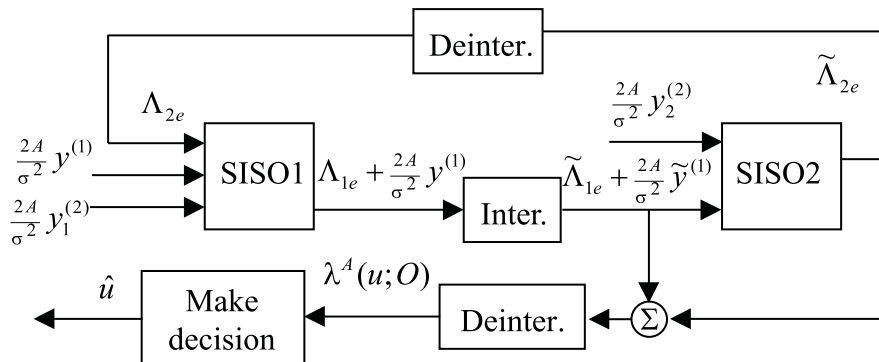 Deinter.
Λ̃₂ₑ
Λ₂ₑ
2A/σ² y₂⁽²⁾
2A/σ² y⁽¹⁾
SISO1
Λ₁ₑ + 2A/σ² y⁽¹⁾
Λ̃₁ₑ + 2A/σ² ỹ⁽¹⁾
SISO2
2A/σ² y₁⁽²⁾
Inter.
û
λᴬ(u;O)
Make
decision
Deinter.
Σ